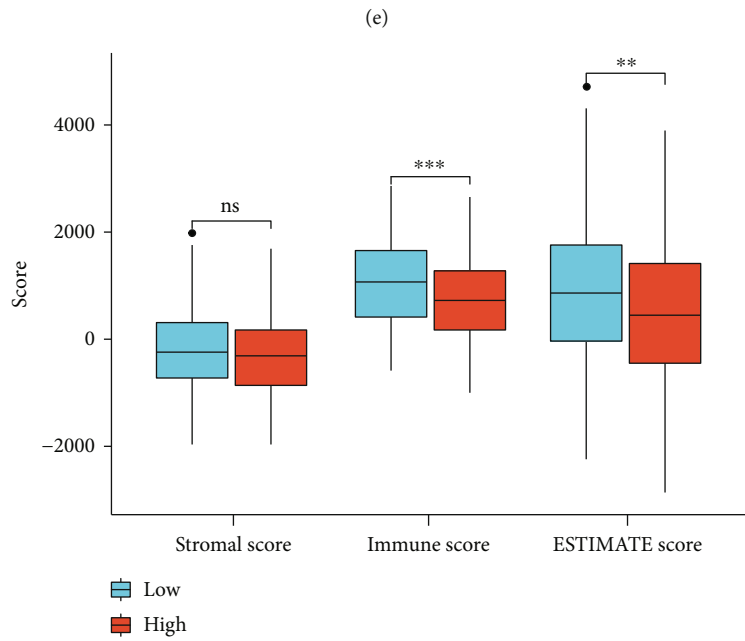 (e)
**
4000
***
2000
ns
Score
0
−2000
Stromal score
Immune score
ESTIMATE score
Low
High